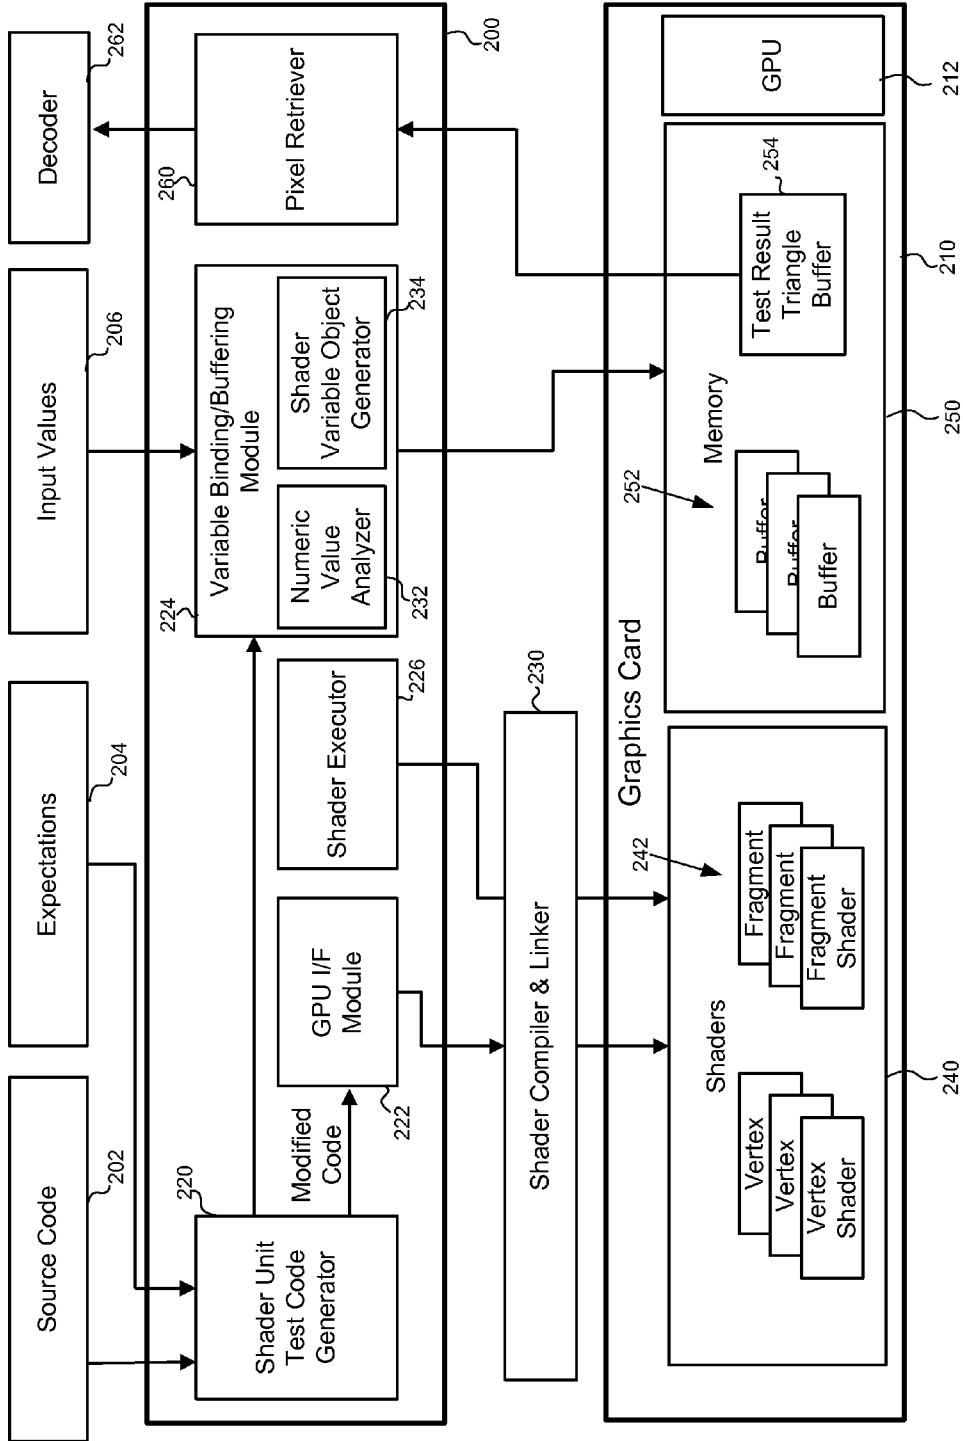 Source Code
202
Expectations
204
Input Values
206
Decoder
262
200
220
Shader Unit
Test Code
Generator
Modified
Code
GPU I/F
Module
222
Shader Executor
226
224
Variable Binding/Buffering
Module
Numeric
Value
Analyzer
232
Shader
Variable Object
Generator
234
260
Pixel Retriever
Shader Compiler & Linker
230
Graphics Card
Shaders
Vertex
Vertex
Vertex
Shader
242
Fragment
Fragment
Fragment
Shader
240
Memory
252
Buffer
Buffer
Buffer
Test Result
Triangle
Buffer
254
250
210
GPU
212